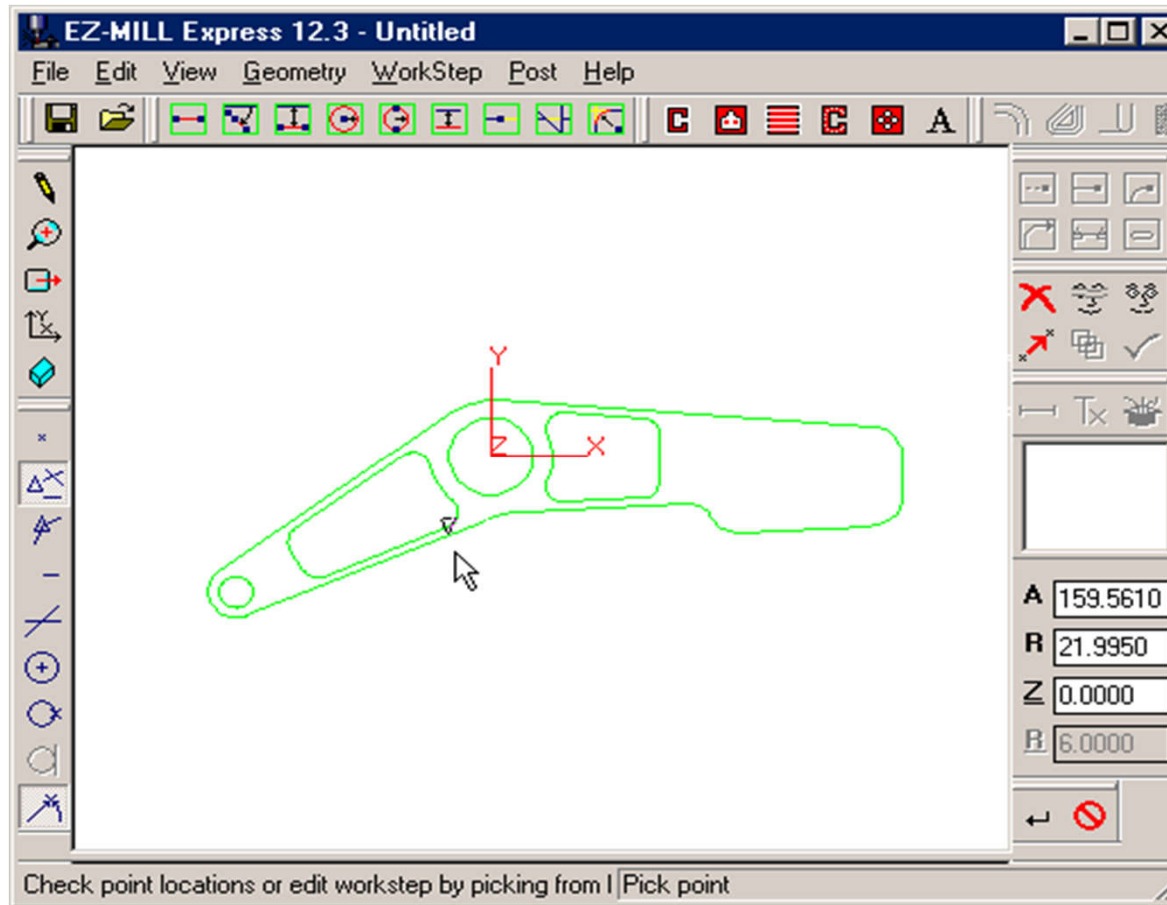 EZ-MILL Express 12.3 - Untitled
File Edit View Geometry WorkStep Post Help
C C A
Y
X
Tx
Y
Z X
A 159.5610
R 21.9950
Z 0.0000
R 6.0000
Check point locations or edit workstep by picking from l Pick point